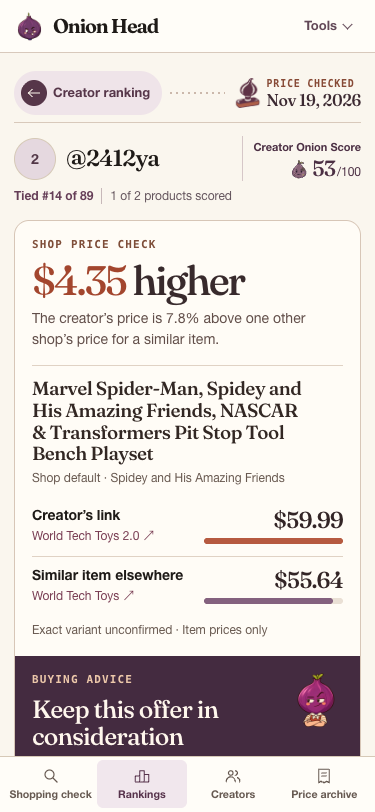 Onion Head
Tools
Creator ranking
PRICE CHECKED
Nov 19, 2026
2
@2412ya
Creator Onion Score
53/100
Tied #14 of 89
1 of 2 products scored
SHOP PRICE CHECK
$4.35 higher
The creator's price is 7.8% above one other
shop's price for a similar item.
Marvel Spider-Man, Spidey and
His Amazing Friends, NASCAR
& Transformers Pit Stop Tool
Bench Playset
Shop default · Spidey and His Amazing Friends
Creator's link
$59.99
World Tech Toys 2.0 ↗
Similar item elsewhere
$55.64
World Tech Toys ↗
Exact variant unconfirmed · Item prices only
BUYING ADVICE
Keep this offer in
consideration
Shopping check
Rankings
Creators
Price archive